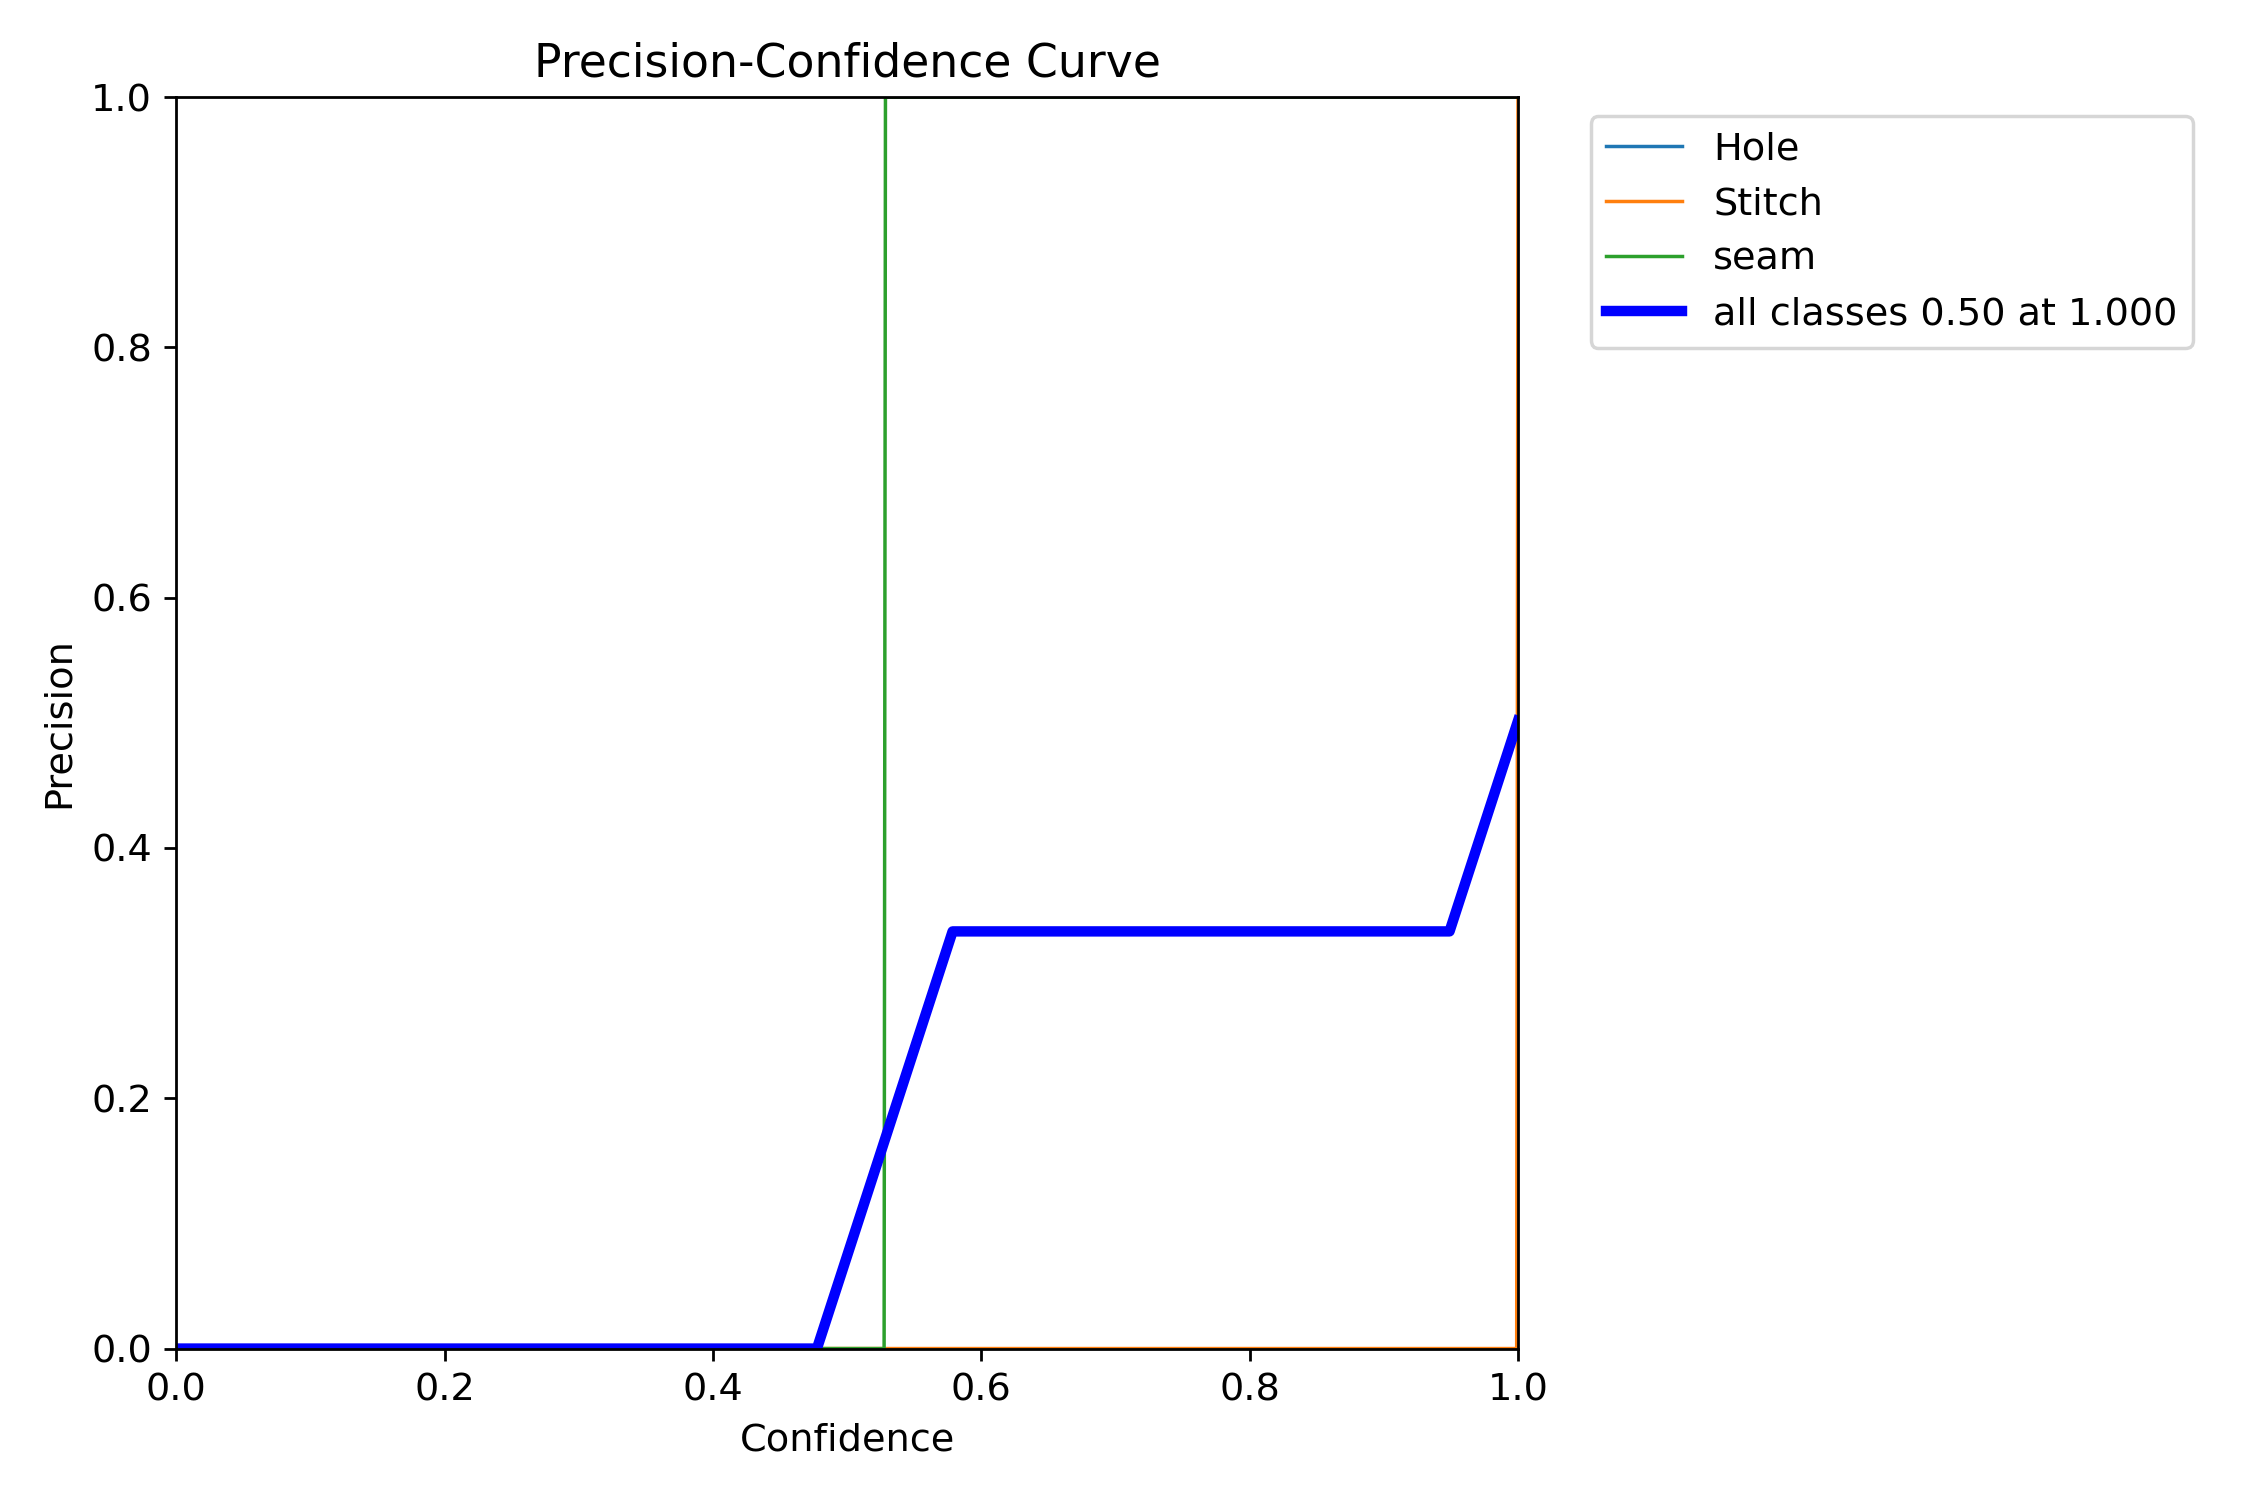 Precision-Confidence Curve
1.0
0.8
0.6
0.4
0.2
0.0
Precision
0.0 0.2 0.4 0.6 0.8 1.0
Confidence
Hole
Stitch
seam
all classes 0.50 at 1.000